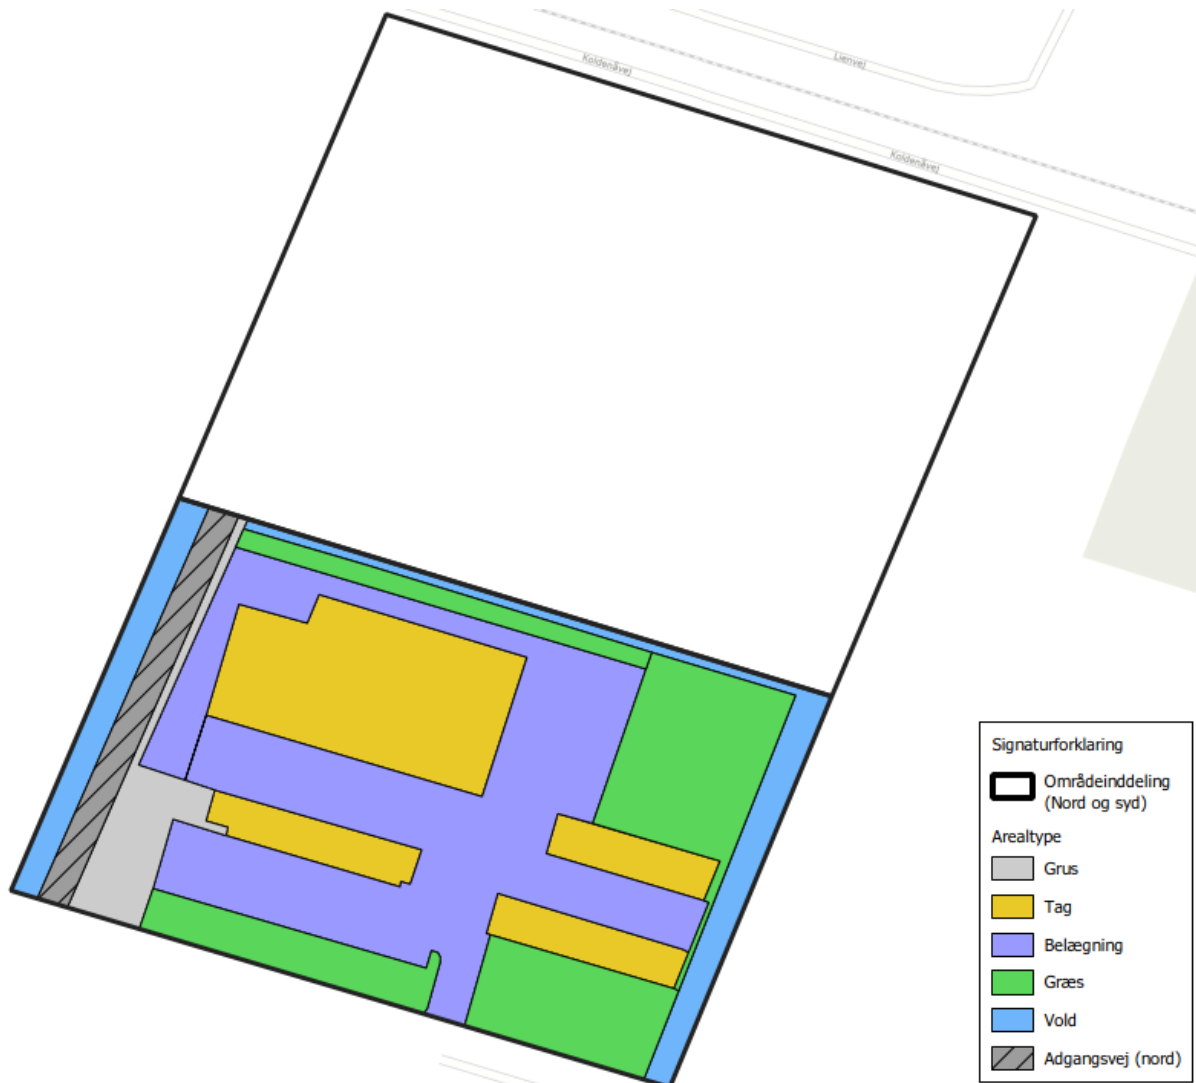 Koldenåvej
Lienvej
Koldenåvej
Signaturforklaring
Områdeinddeling
(Nord og syd)
Arealtype
Grus
Tag
Belægning
Græs
Vold
Adgangsvej (nord)